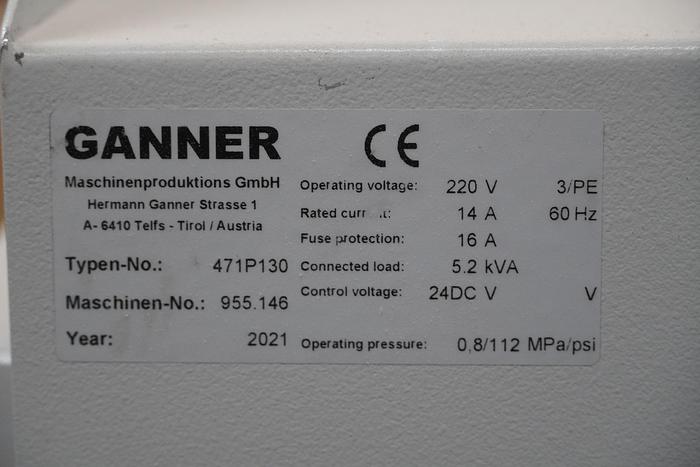 GANNER
CE
Maschinenproduktions GmbH
Hermann Ganner Strasse 1
A- 6410 Telfs - Tirol / Austria
Typen-No.: 471P130
Maschinen-No.: 955.146
Year: 2021
Operating voltage: 220 V 3/PE
Rated 14 A 60 Hz
Fuse protection: 16 A
Connected load: 5.2 kVA
Control voltage: 24DC V V
Operating pressure: 0,8/112 MPa/psi